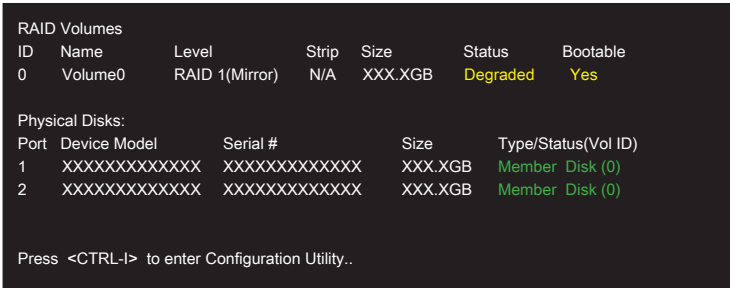 RAID Volumes
ID Name Level Strip Size Status Bootable
0 Volume0 RAID 1(Mirror) N/A XXX.XGB Degraded Yes
Physical Disks:
Port Device Model Serial # Size Type/Status(Vol ID)
1 XXXXXXXXXXXXX XXXXXXXXXXXXX XXX.XGB Member Disk (0)
2 XXXXXXXXXXXXX XXXXXXXXXXXXX XXX.XGB Member Disk (0)
Press <CTRL-I> to enter Configuration Utility..